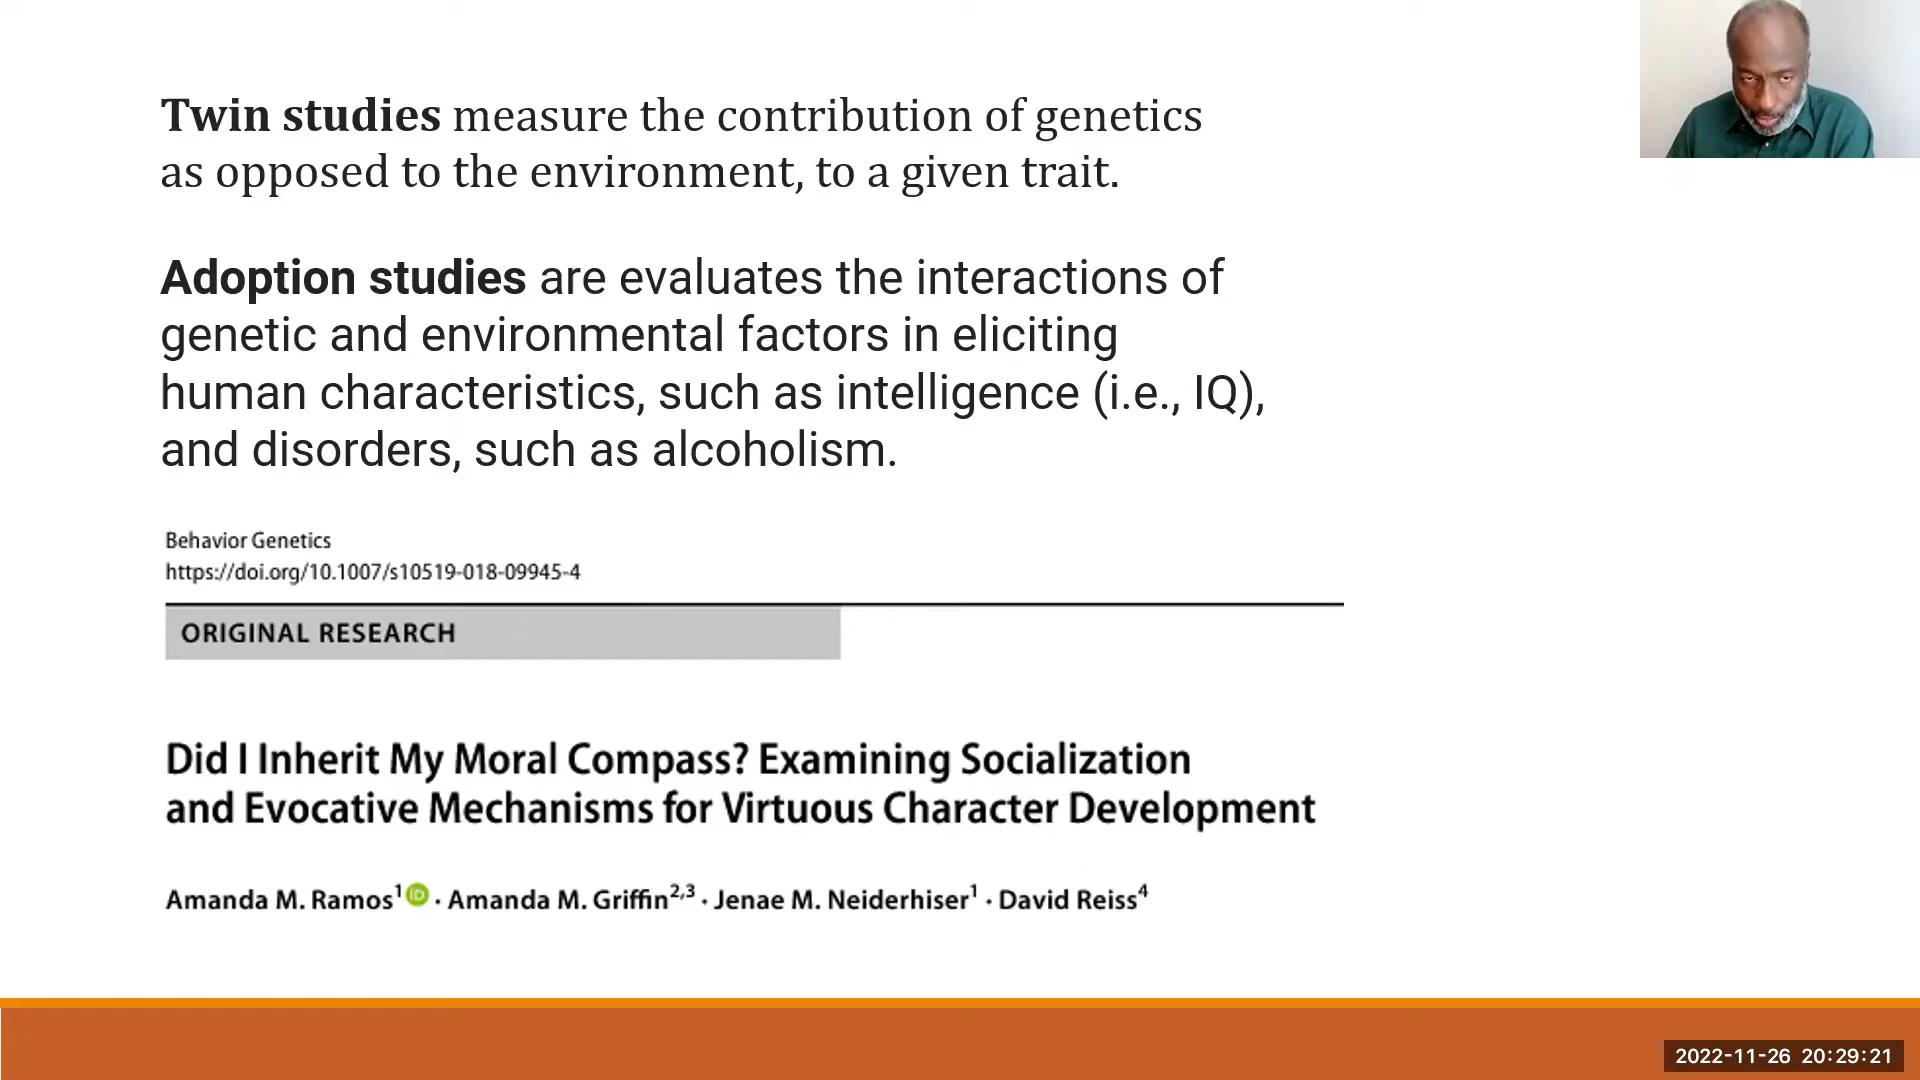 Twin studies measure the contribution of genetics
as opposed to the environment, to a given trait.
Adoption studies are evaluates the interactions of
genetic and environmental factors in eliciting
human characteristics, such as intelligence (i.e., IQ),
and disorders, such as alcoholism.
Behavior Genetics
https://doi.org/10.1007/s10519-018-09945-4
ORIGINAL RESEARCH
Did I Inherit My Moral Compass? Examining Socialization
and Evocative Mechanisms for Virtuous Character Development
Amanda M. Ramos1 iD · Amanda M. Griffin2,3 · Jenae M. Neiderhiser1 · David Reiss4
2022-11-26 20:29:21